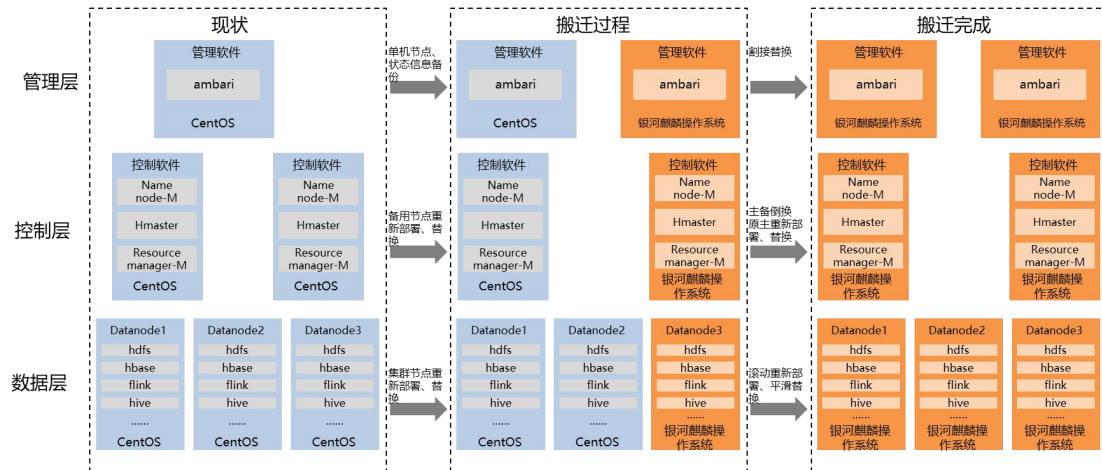 现状
搬迁过程
搬迁完成
管理层
管理软件
ambari
CentOS
单机节点、
状态信息备
份
管理软件
ambari
CentOS
管理软件
ambari
银河麒麟操作系统
割接替换
管理软件
ambari
银河麒麟操作系统
管理软件
ambari
银河麒麟操作系统
控制层
控制软件
Name
node-M
Hmaster
Resource
manager-M
CentOS
控制软件
Name
node-M
Hmaster
Resource
manager-M
CentOS
备用节点重
新部署、替
换
控制软件
Name
node-M
Hmaster
Resource
manager-M
CentOS
控制软件
Name
node-M
Hmaster
Resource
manager-M
银河麒麟操
作系统
主备倒换
原主重新部
署、替换
控制软件
Name
node-M
Hmaster
Resource
manager-M
银河麒麟操
作系统
控制软件
Name
node-M
Hmaster
Resource
manager-M
银河麒麟操
作系统
数据层
Datanode1
hdfs
hbase
flink
hive
......
CentOS
Datanode2
hdfs
hbase
flink
hive
......
CentOS
Datanode3
hdfs
hbase
flink
hive
......
CentOS
集群节点重
新部署、替
换
Datanode1
hdfs
hbase
flink
hive
......
CentOS
Datanode2
hdfs
hbase
flink
hive
......
CentOS
Datanode3
hdfs
hbase
flink
hive
......
银河麒麟操
作系统
滚动重新部
署、平滑替
换
Datanode1
hdfs
hbase
flink
hive
......
银河麒麟操
作系统
Datanode2
hdfs
hbase
flink
hive
......
银河麒麟操
作系统
Datanode3
hdfs
hbase
flink
hive
......
银河麒麟操
作系统